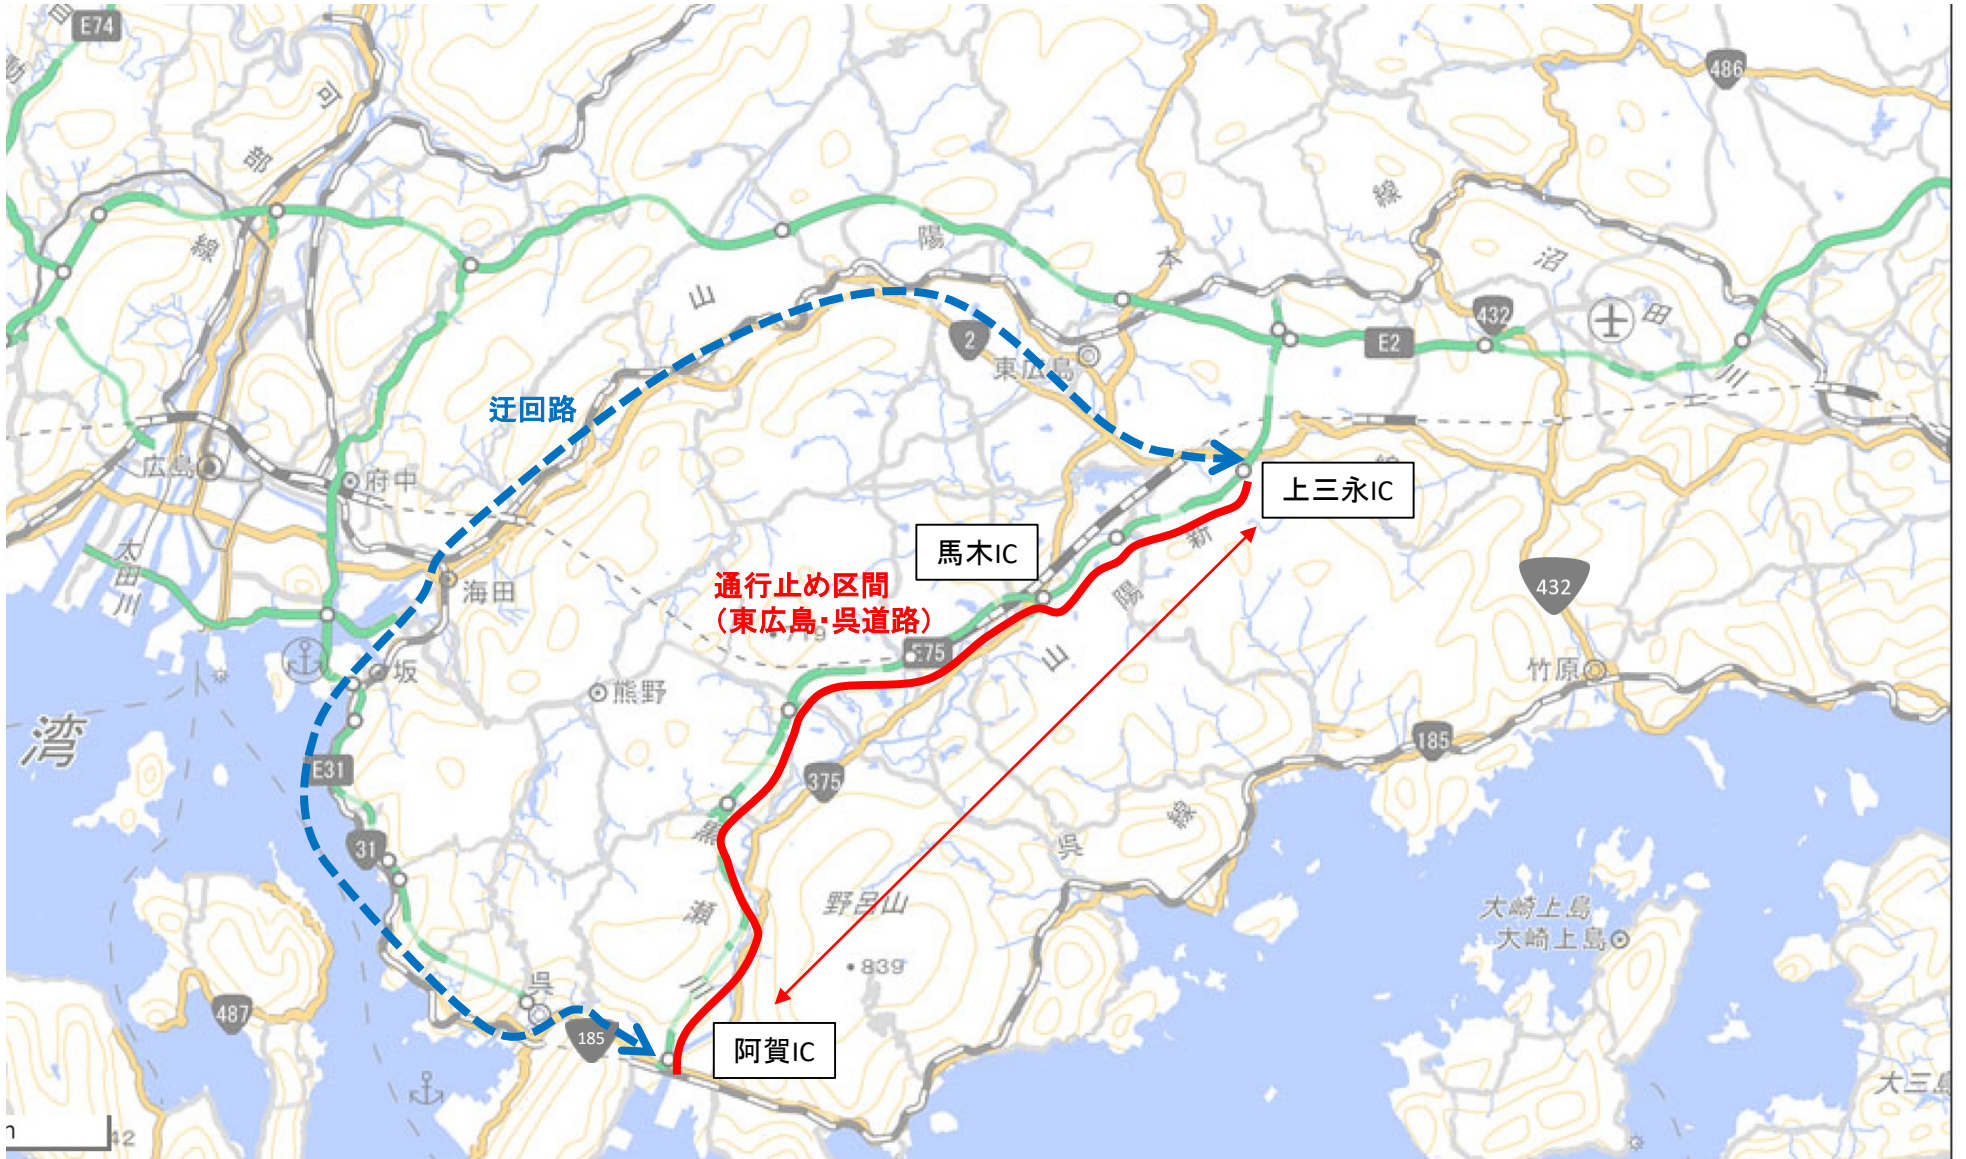 E74
動
可
部
線
486
陽
山
本
線
沼
田
川
432
2
E2
東広島
迂回路
広島
府中
上三永IC
線
馬木IC
新
太田川
海田
通行止め区間
（東広島・呉道路）
陽
432
719
E75
山
坂
熊野
竹原
湾
185
E31
375
31
黒
呉
線
瀬
野呂山
大崎上島
大崎上島
839
川
呉
487
185
阿賀IC
大三島
42